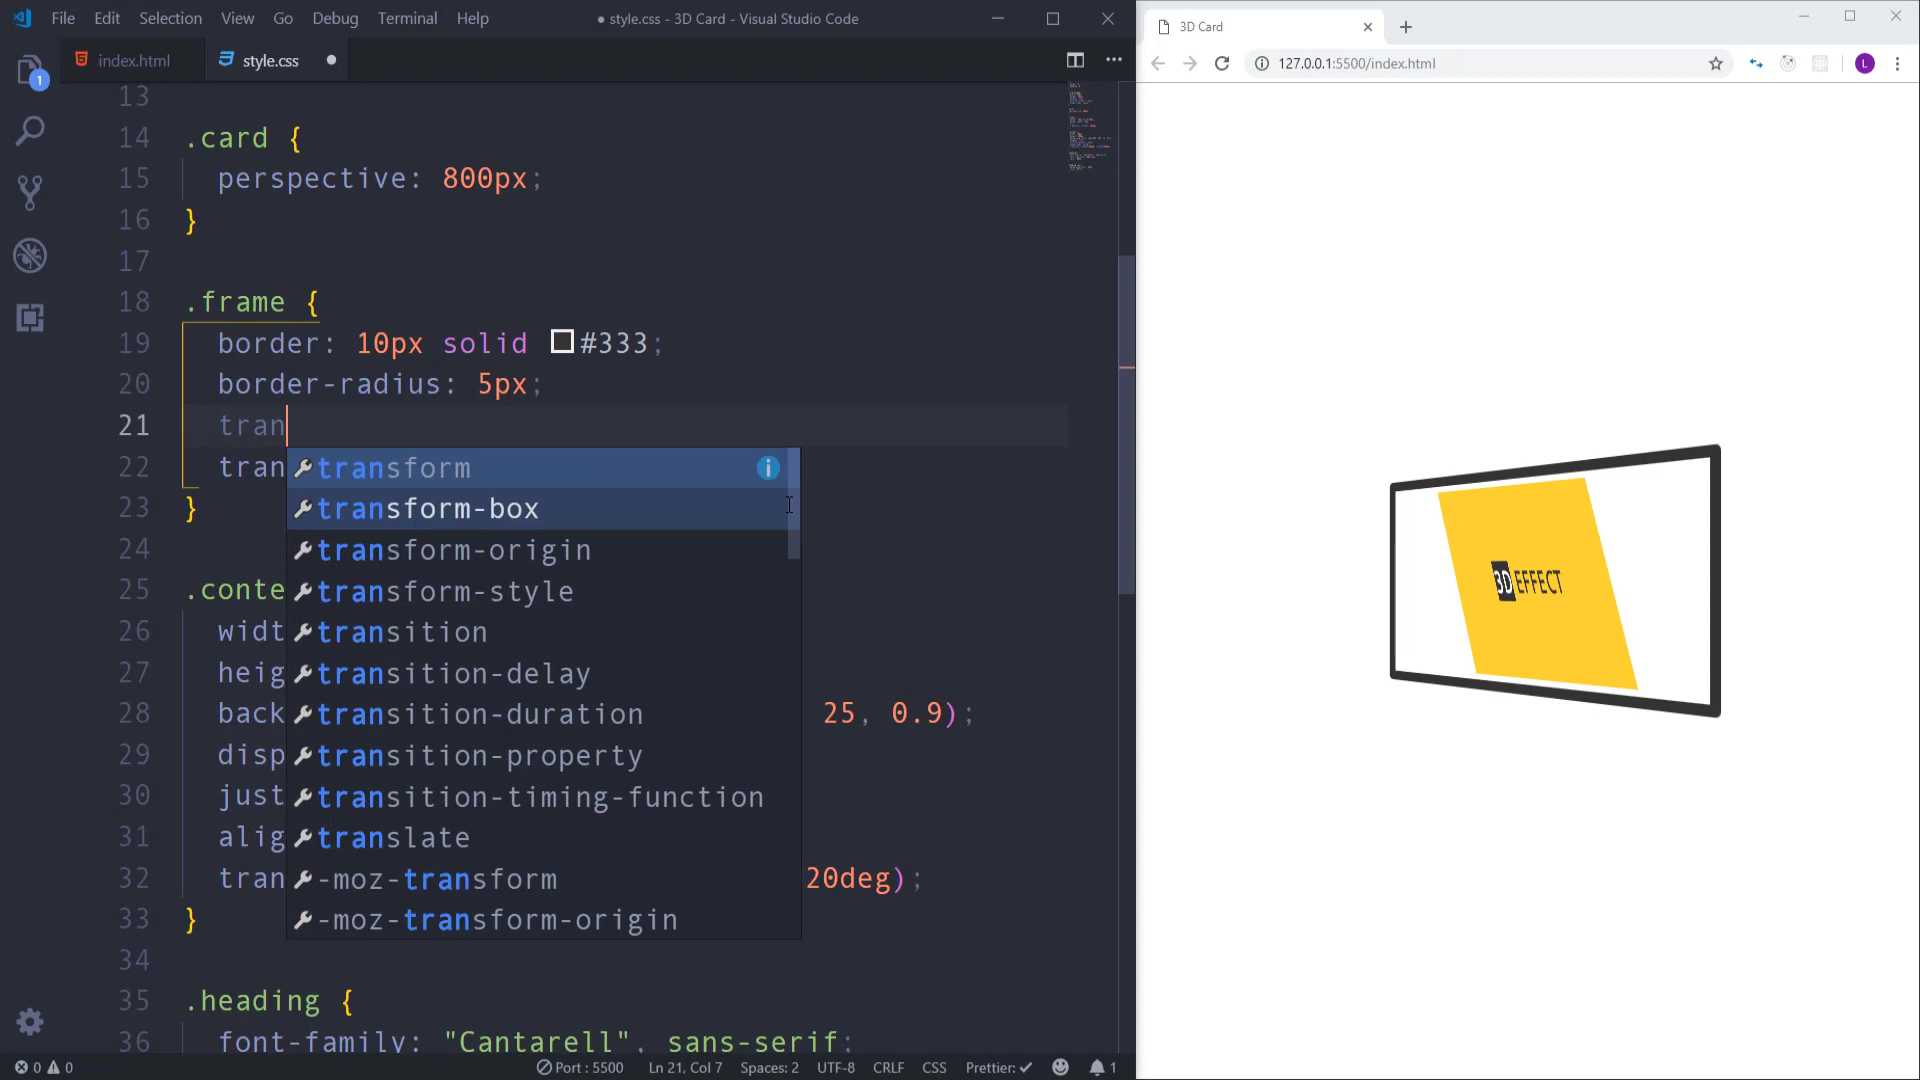 File Edit Selection View Go Debug Terminal Help ● style.css - 3D Card - Visual Studio Code
index.html style.css
1
13
14 .card {
15 perspective: 800px;
16 }
17
18 .frame {
19 border: 10px solid #333;
20 border-radius: 5px;
21 tran
22 tran
23 }
24
25 .conte
26 widt
27 heig
28 back 25, 0.9);
29 disp
30 just
31 alig
32 tran 20deg);
33 }
34
35 .heading {
36 font-family: "Cantarell", sans-serif;
transform
transform-box
transform-origin
transform-style
transition
transition-delay
transition-duration
transition-property
transition-timing-function
translate
-moz-transform
-moz-transform-origin
0 0 Port : 5500 Ln 21, Col 7 Spaces: 2 UTF-8 CRLF CSS Prettier: ✓ 1
3D Card
127.0.0.1:5500/index.html L
3D EFFECT